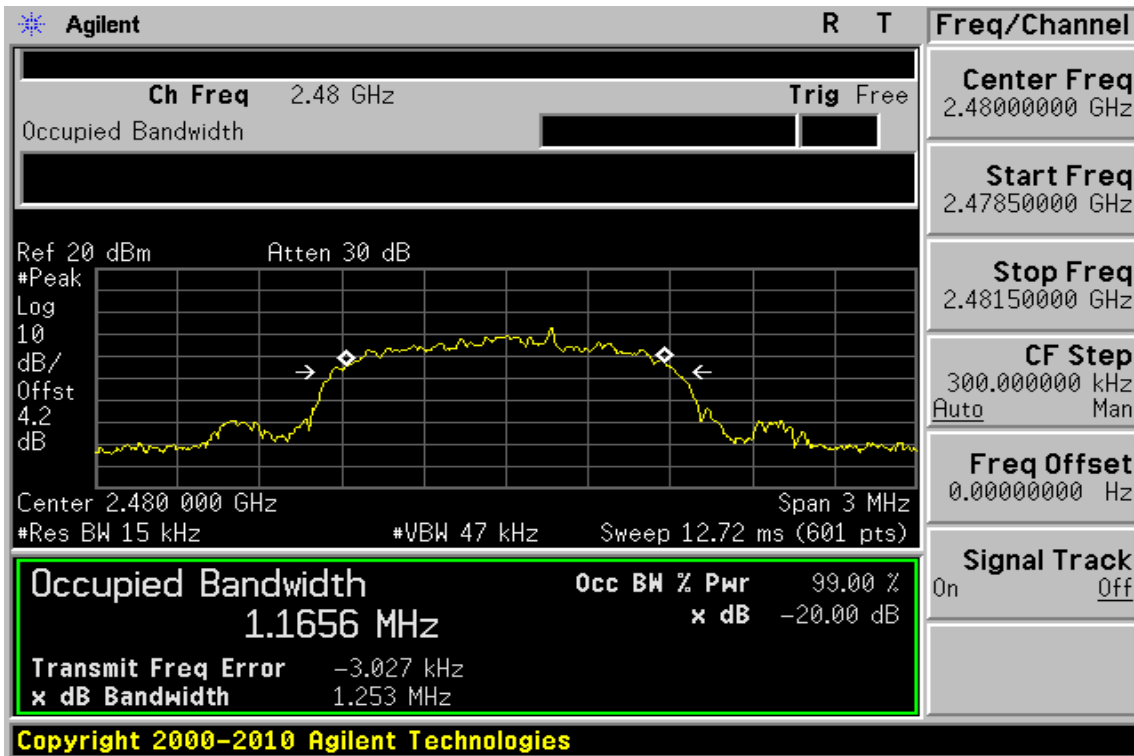 Agilent R T
Freq/Channel
Ch Freq 2.48 GHz Trig Free
Occupied Bandwidth
Center Freq
2.48000000 GHz
Start Freq
2.47850000 GHz
Stop Freq
2.48150000 GHz
CF Step
300.000000 kHz
Auto Man
Freq Offset
0.00000000 Hz
Signal Track
On Off
Ref 20 dBm Atten 30 dB
#Peak
Log
10
dB/
Offst
4.2
dB
Center 2.480 000 GHz Span 3 MHz
#Res BW 15 kHz #VBW 47 kHz Sweep 12.72 ms (601 pts)
Occupied Bandwidth Occ BW % Pwr 99.00 %
1.1656 MHz x dB -20.00 dB
Transmit Freq Error -3.027 kHz
x dB Bandwidth 1.253 MHz
Copyright 2000-2010 Agilent Technologies